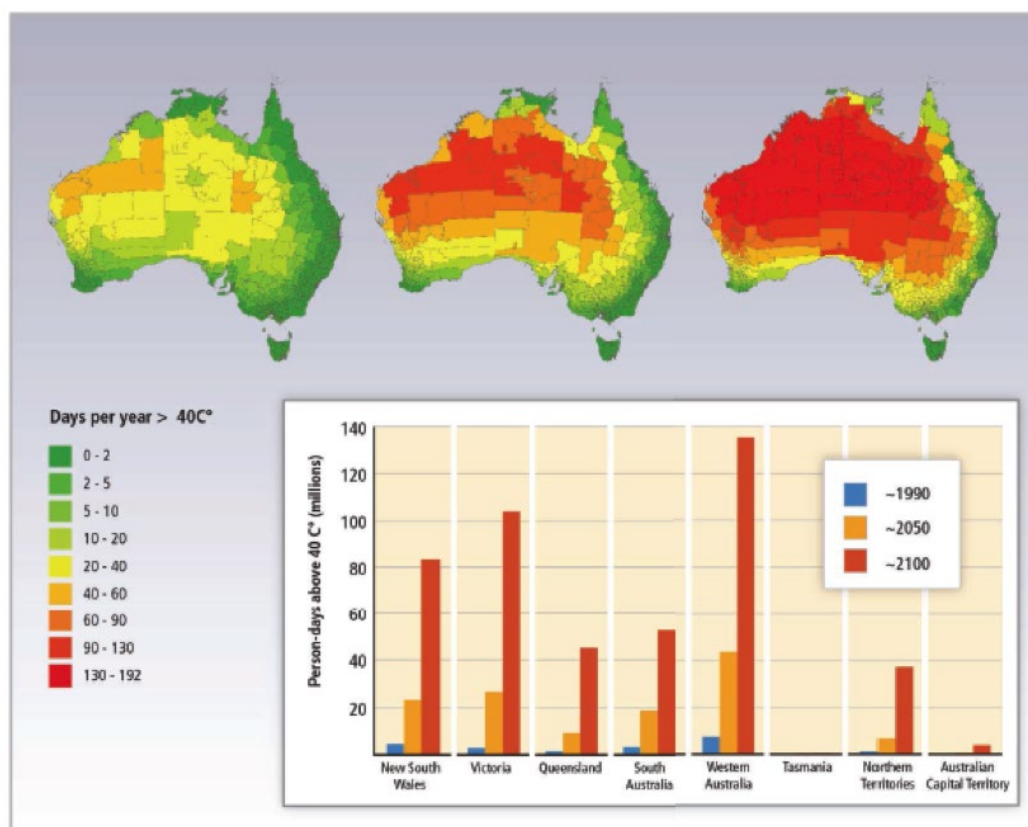 Days per year > 40C°
0 - 2
2 - 5
5 - 10
10 - 20
20 - 40
40 - 60
60 - 90
90 - 130
130 - 192
Person-days above 40 C° (millions)
140
120
100
80
60
40
20
~1990
~2050
~2100
New South
Wales
Victoria
Queensland
South
Australia
Western
Australia
Tasmania
Northern
Territories
Australian
Capital Territory